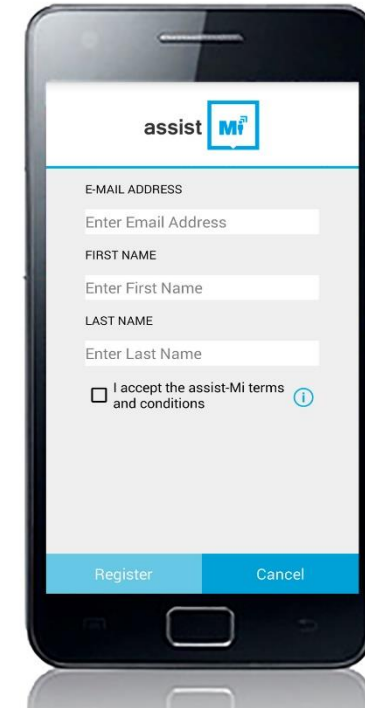 assist Mi
E-MAIL ADDRESS
Enter Email Address
FIRST NAME
Enter First Name
LAST NAME
Enter Last Name
I accept the assist-Mi terms
and conditions
Register Cancel